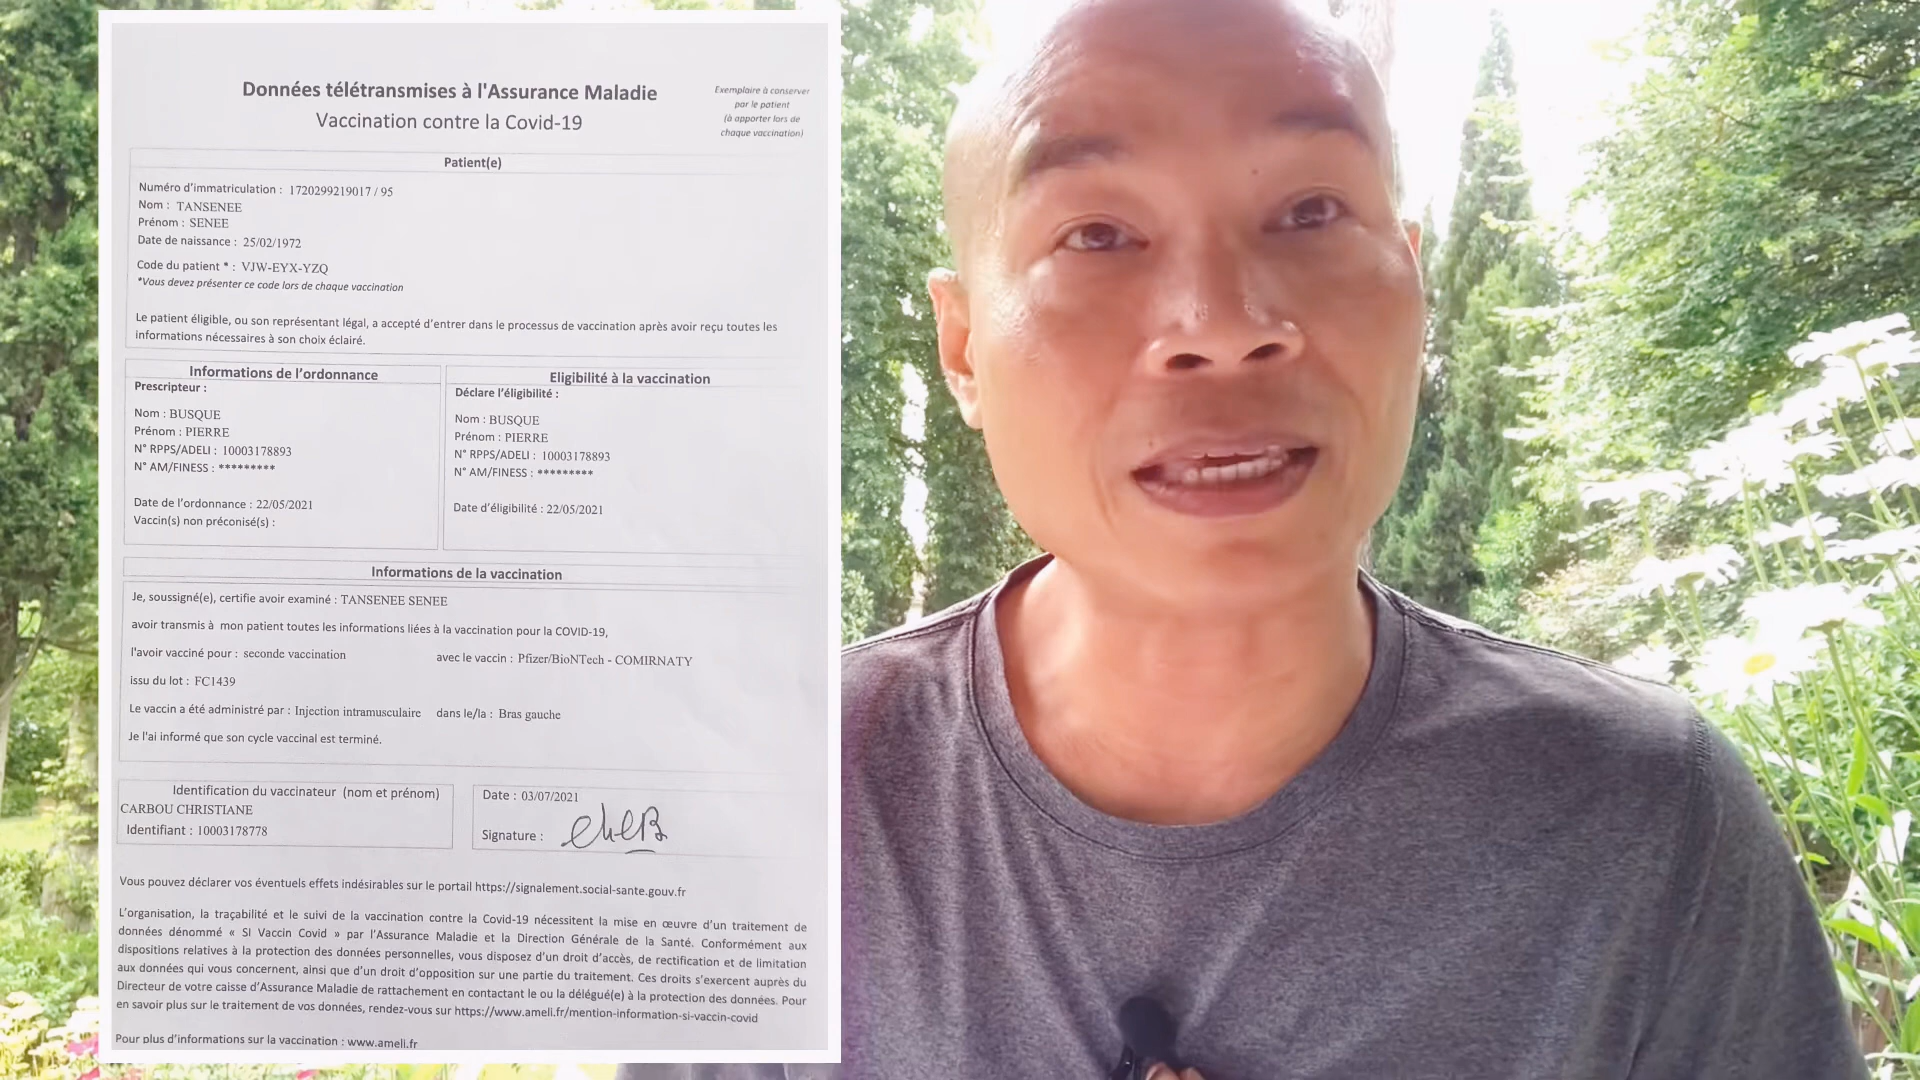 Données télétransmises à l'Assurance Maladie
Vaccination contre la Covid-19
Exemplaire à conserver
par le patient
(à apporter lors de
chaque vaccination)
Patient(e)
Numéro d'immatriculation : 1720299219017 / 95
Nom : TANSENEE
Prénom : SENEE
Date de naissance : 25/02/1972
Code du patient * : VJW-EYX-YZQ
*Vous devez présenter ce code lors de chaque vaccination
Le patient éligible, ou son représentant légal, a accepté d'entrer dans le processus de vaccination après avoir reçu toutes les
informations nécessaires à son choix éclairé.
Informations de l'ordonnance
Prescripteur :
Nom : BUSQUE
Prénom : PIERRE
N° RPPS/ADELI : 10003178893
N° AM/FINESS : *********
Date de l'ordonnance : 22/05/2021
Vaccin(s) non préconisé(s) :
Eligibilité à la vaccination
Déclare l'éligibilité :
Nom : BUSQUE
Prénom : PIERRE
N° RPPS/ADELI : 10003178893
N° AM/FINESS : *********
Date d'éligibilité : 22/05/2021
Informations de la vaccination
Je, soussigné(e), certifie avoir examiné : TANSENEE SENEE
avoir transmis à mon patient toutes les informations liées à la vaccination pour la COVID-19,
l'avoir vacciné pour : seconde vaccination avec le vaccin : Pfizer/BioNTech - COMIRNATY
issu du lot : FC1439
Le vaccin a été administré par : Injection intramusculaire dans le/la : Bras gauche
Je l'ai informé que son cycle vaccinal est terminé.
Identification du vaccinateur (nom et prénom)
CARBOU CHRISTIANE
Identifiant : 10003178778
Date : 03/07/2021
Signature :
Vous pouvez déclarer vos éventuels effets indésirables sur le portail https://signalement.social-sante.gouv.fr
L'organisation, la traçabilité et le suivi de la vaccination contre la Covid-19 nécessitent la mise en œuvre d'un traitement de
données dénommé « SI Vaccin Covid » par l'Assurance Maladie et la Direction Générale de la Santé. Conformément aux
dispositions relatives à la protection des données personnelles, vous disposez d'un droit d'accès, de rectification et de limitation
aux données qui vous concernent, ainsi que d'un droit d'opposition sur une partie du traitement. Ces droits s'exercent auprès du
Directeur de votre caisse d'Assurance Maladie de rattachement en contactant le ou la délégué(e) à la protection des données. Pour
en savoir plus sur le traitement de vos données, rendez-vous sur https://www.ameli.fr/mention-information-si-vaccin-covid
Pour plus d'informations sur la vaccination : www.ameli.fr